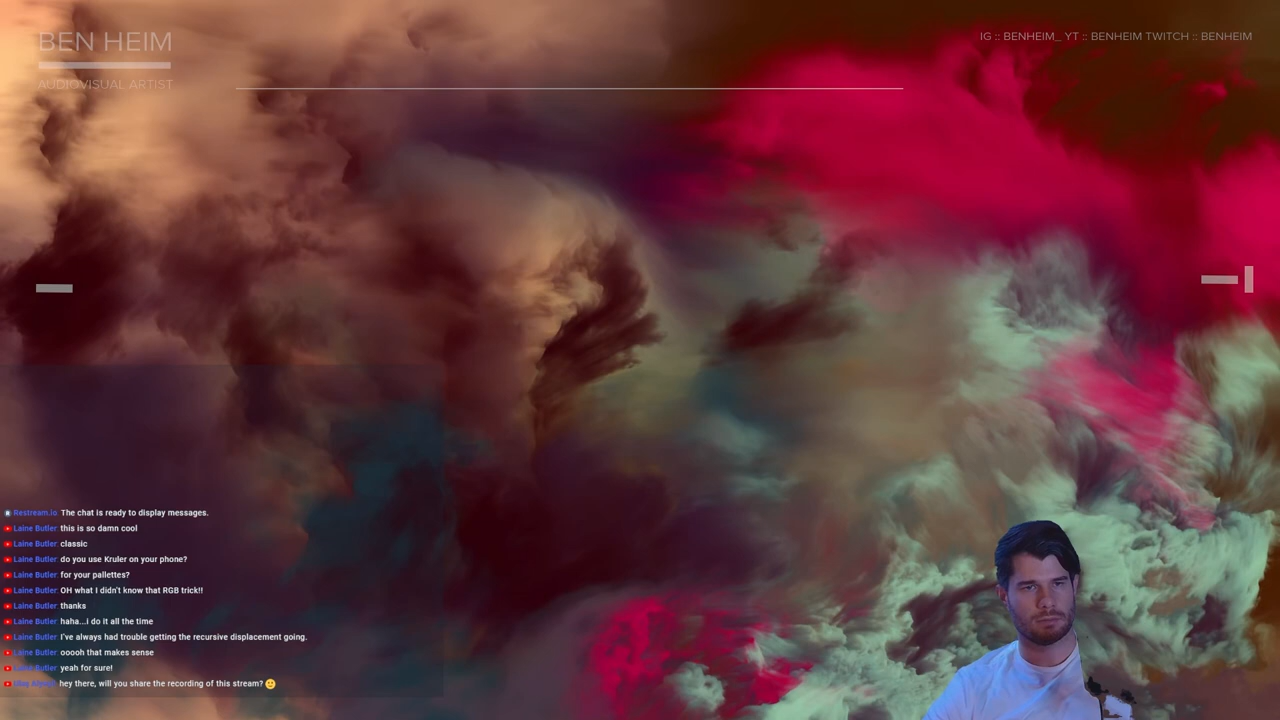 BEN HEIM
AUDIOVISUAL ARTIST
IG :: BENHEIM_ YT :: BENHEIM TWITCH :: BENHEIM
Restream.io The chat is ready to display messages.
Laine Butler this is so damn cool
Laine Butler classic
Laine Butler do you use Kruler on your phone?
Laine Butler for your pallettes?
Laine Butler OH what I didn't know that RGB trick!!
Laine Butler thanks
Laine Butler haha...i do it all the time
Laine Butler I've always had trouble getting the recursive displacement going.
Laine Butler ooooh that makes sense
Laine Butler yeah for sure!
hey there, will you share the recording of this stream? 🙂